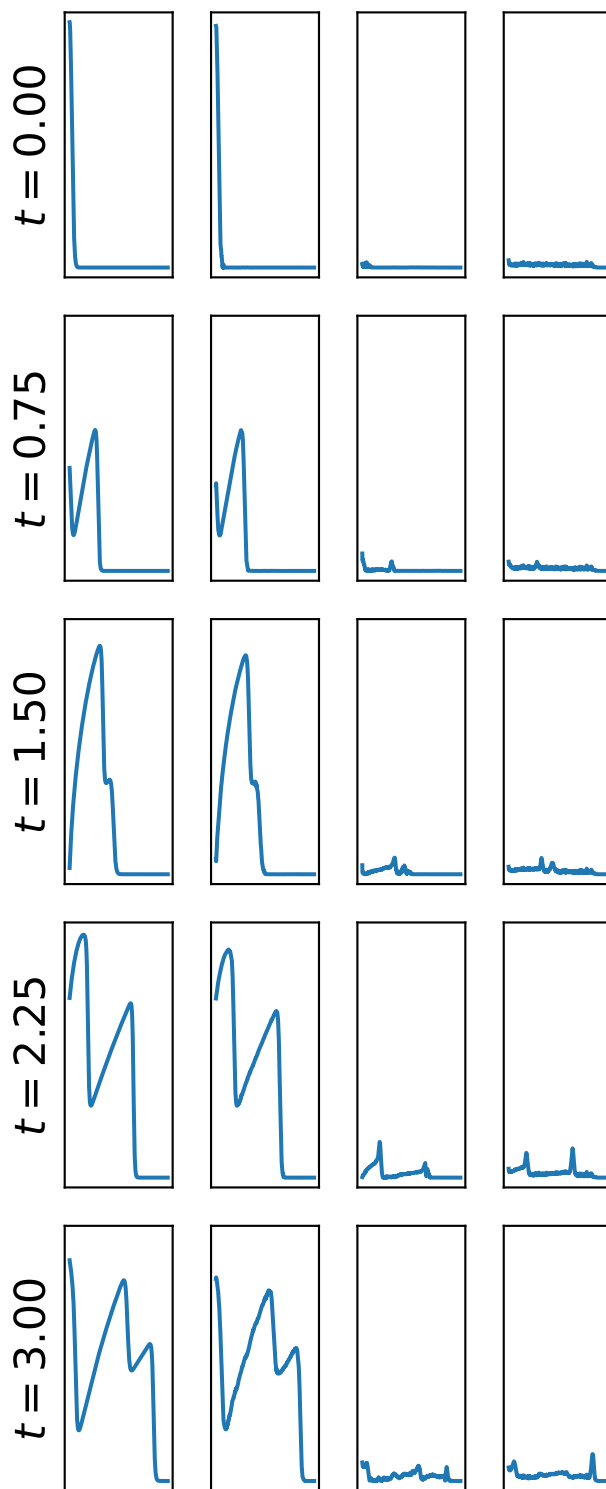 t = 0.00
t = 0.75
t = 1.50
t = 2.25
t = 3.00